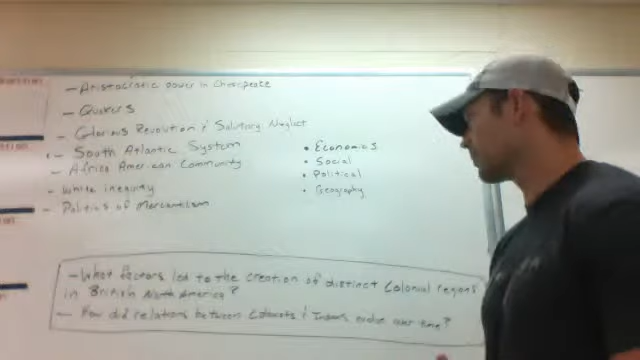 - Aristocratic power in Chesapeake
- Quakers
- Glorious Revolution & Salutary Neglect
- South Atlantic System
- African American Community
- White inequity
- Politics of Mercantilism
• Economics
• Social
• Political
• Geography
- What factors led to the creation of distinct Colonial regions
in British North America?
- How did relations between Colonists & Indians evolve over time?